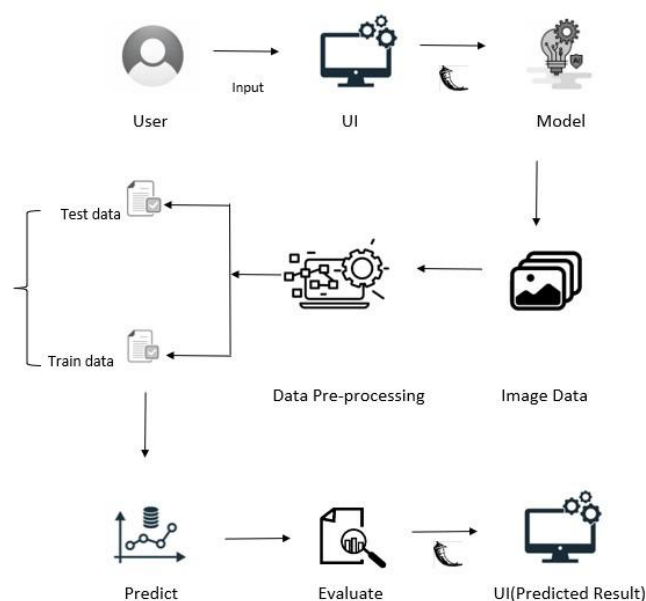 Input
User
UI
Model
Test data
Train data
Data Pre-processing
Image Data
Predict
Evaluate
UI(Predicted Result)